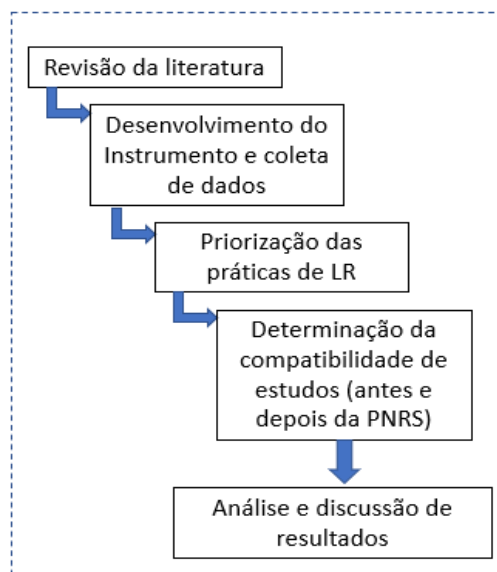 Revisão da literatura
Desenvolvimento do
Instrumento e coleta
de dados
Priorização das
práticas de LR
Determinação da
compatibilidade de
estudos (antes e
depois da PNRS)
Análise e discussão de
resultados